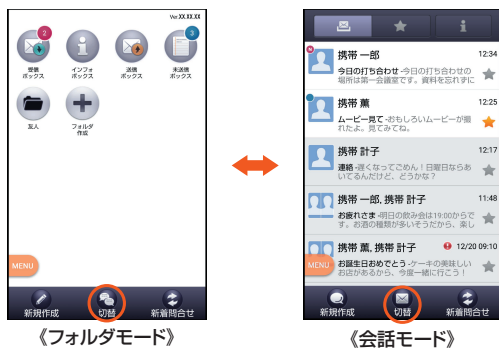 Ver.XX.XX.XX
2
3
受信
ボックス
インフォ
ボックス
送信
ボックス
未送信
ボックス
友人
フォルダ
作成
MENU
新規作成
切替
新着問合せ
《フォルダモード》
N
携帯 一郎
12:34
今日の打ち合わせ-今日の打ち合わせの
場所は第一会議室です。資料を忘れずに
携帯 薫
12:25
ムービー見て-おもしろいムービーが撮
れたよ。見てみてね。
携帯 計子
12:17
連絡-遅くなってごめん！日曜日ならあ
いてるんだけど、どうかな？
携帯 一郎, 携帯 計子
11:48
お疲れさま-明日の飲み会は19:00からで
す。お酒の種類が多いそうだから、楽し
携帯 薫, 携帯 計子
12/20 09:10
お誕生日おめでとう-ケーキの美味しい
お店があるから、今度一緒に行こう！
MENU
新規作成
切替
新着問合せ
《会話モード》